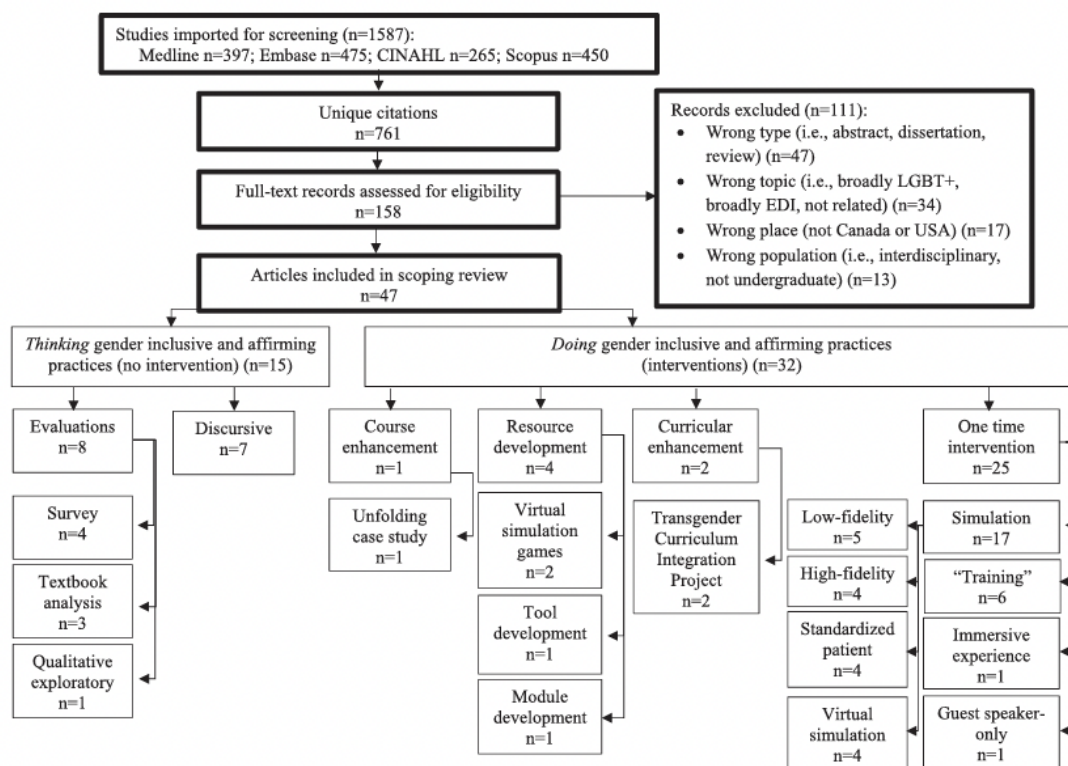 Studies imported for screening (n=1587):
Medline n=397; Embase n=475; CINAHL n=265; Scopus n=450
Unique citations
n=761
Full-text records assessed for eligibility
n=158
Articles included in scoping review
n=47
Records excluded (n=111):
• Wrong type (i.e., abstract, dissertation,
review) (n=47)
• Wrong topic (i.e., broadly LGBT+,
broadly EDI, not related) (n=34)
• Wrong place (not Canada or USA) (n=17)
• Wrong population (i.e., interdisciplinary,
not undergraduate) (n=13)
Thinking gender inclusive and affirming
practices (no intervention) (n=15)
Doing gender inclusive and affirming practices
(interventions) n=32)
Evaluations
n=8
Discursive
n=7
Survey
n=4
Textbook
analysis
n=3
Qualitative
exploratory
n=1
Course
enhancement
n=1
Unfolding
case study
n=1
Resource
development
n=4
Virtual
simulation
games
n=2
Tool
development
n=1
Module
development
n=1
Curricular
enhancement
n=2
Transgender
Curriculum
Integration
Project
n=2
One time
intervention
n=25
Simulation
n=17
"Training"
n=6
Immersive
experience
n=1
Guest speaker-
only
n=1
Low-fidelity
n=5
High-fidelity
n=4
Standardized
patient
n=4
Virtual
simulation
n=4